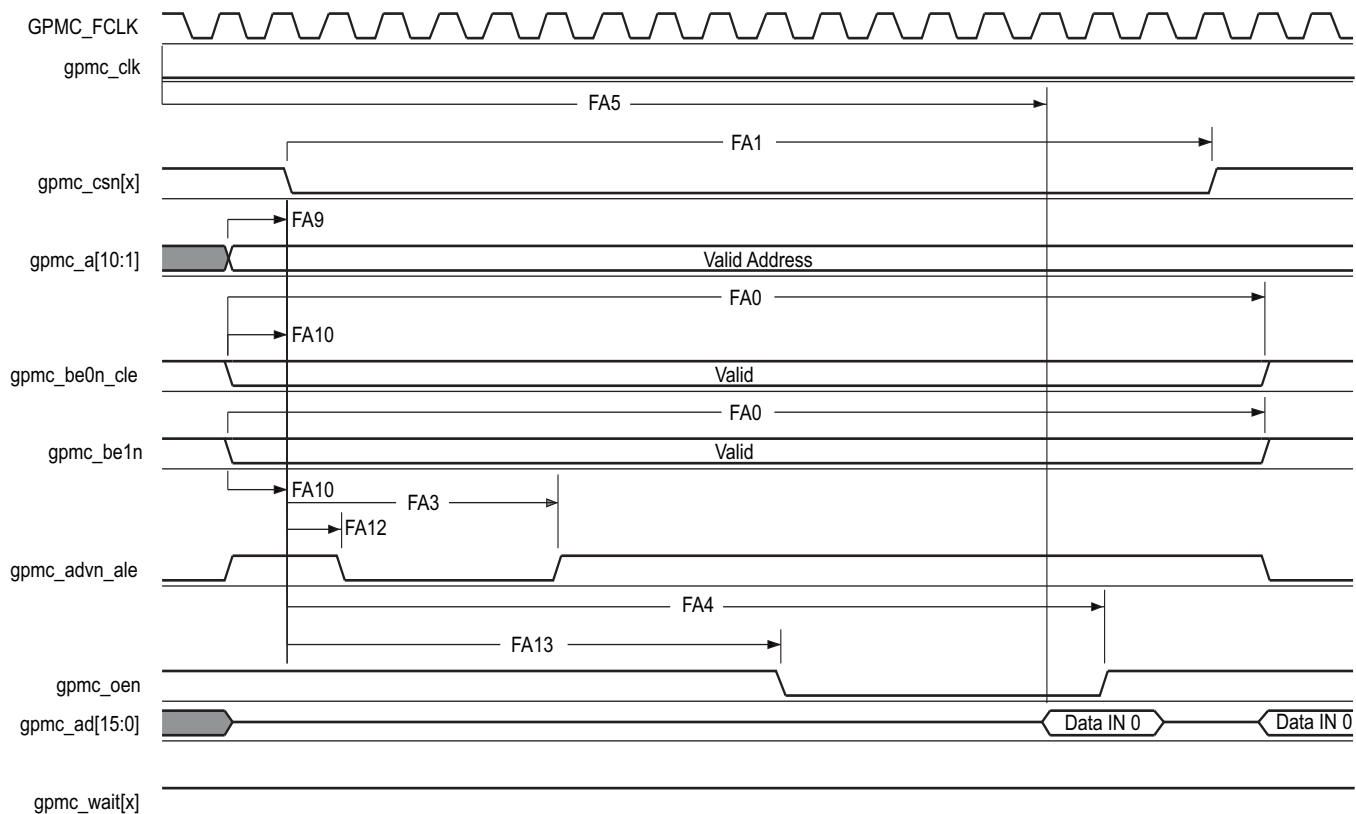 GPMC_FCLK
gpmc_clk
FA5
FA1
gpmc_csn[x]
FA9
gpmc_a[10:1]
Valid Address
FA0
FA10
gpmc_be0n_cle
Valid
FA0
gpmc_be1n
Valid
FA10
FA3
FA12
gpmc_advn_ale
FA4
FA13
gpmc_oen
gpmc_ad[15:0]
Data IN 0
Data IN 0
gpmc_wait[x]